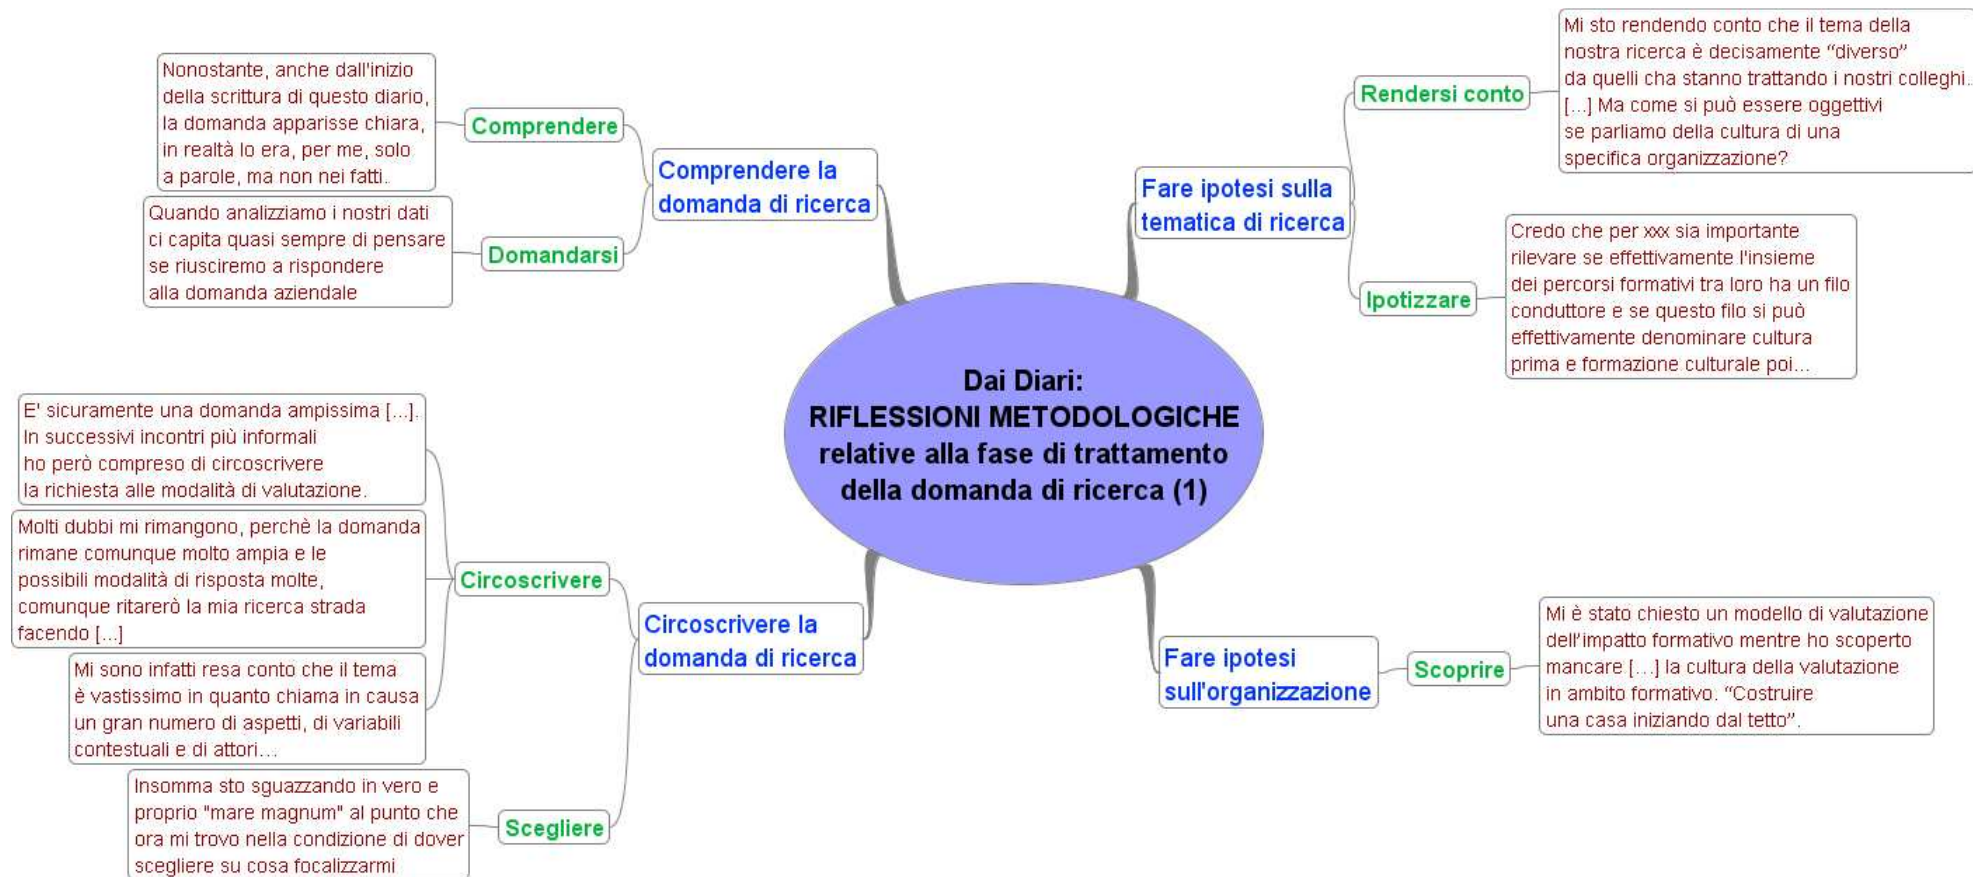 Dai Diari:
RIFLESSIONI METODOLOGICHE
relative alla fase di trattamento
della domanda di ricerca (1)
Comprendere la
domanda di ricerca
Comprendere
Nonostante, anche dall'inizio
della scrittura di questo diario,
la domanda apparisse chiara,
in realtà lo era, per me, solo
a parole, ma non nei fatti.
Domandarsi
Quando analizziamo i nostri dati
ci capita quasi sempre di pensare
se riusciremo a rispondere
alla domanda aziendale
Circoscrivere la
domanda di ricerca
Circoscrivere
E' sicuramente una domanda ampissima [...].
In successivi incontri più informali
ho però compreso di circoscrivere
la richiesta alle modalità di valutazione.
Molti dubbi mi rimangono, perchè la domanda
rimane comunque molto ampia e le
possibili modalità di risposta molte,
comunque ritarerò la mia ricerca strada
facendo [...]
Mi sono infatti resa conto che il tema
è vastissimo in quanto chiama in causa
un gran numero di aspetti, di variabili
contestuali e di attori...
Scegliere
Insomma sto sguazzando in vero e
proprio "mare magnum" al punto che
ora mi trovo nella condizione di dover
scegliere su cosa focalizzarmi
Fare ipotesi sulla
tematica di ricerca
Rendersi conto
Mi sto rendendo conto che il tema della
nostra ricerca è decisamente “diverso”
da quelli cha stanno trattando i nostri colleghi..
[...] Ma come si può essere oggettivi
se parliamo della cultura di una
specifica organizzazione?
Ipotizzare
Credo che per xxx sia importante
rilevare se effettivamente l'insieme
dei percorsi formativi tra loro ha un filo
conduttore e se questo filo si può
effettivamente denominare cultura
prima e formazione culturale poi...
Fare ipotesi
sull'organizzazione
Scoprire
Mi è stato chiesto un modello di valutazione
dell'impatto formativo mentre ho scoperto
mancare [...] la cultura della valutazione
in ambito formativo. “Costruire
una casa iniziando dal tetto”.